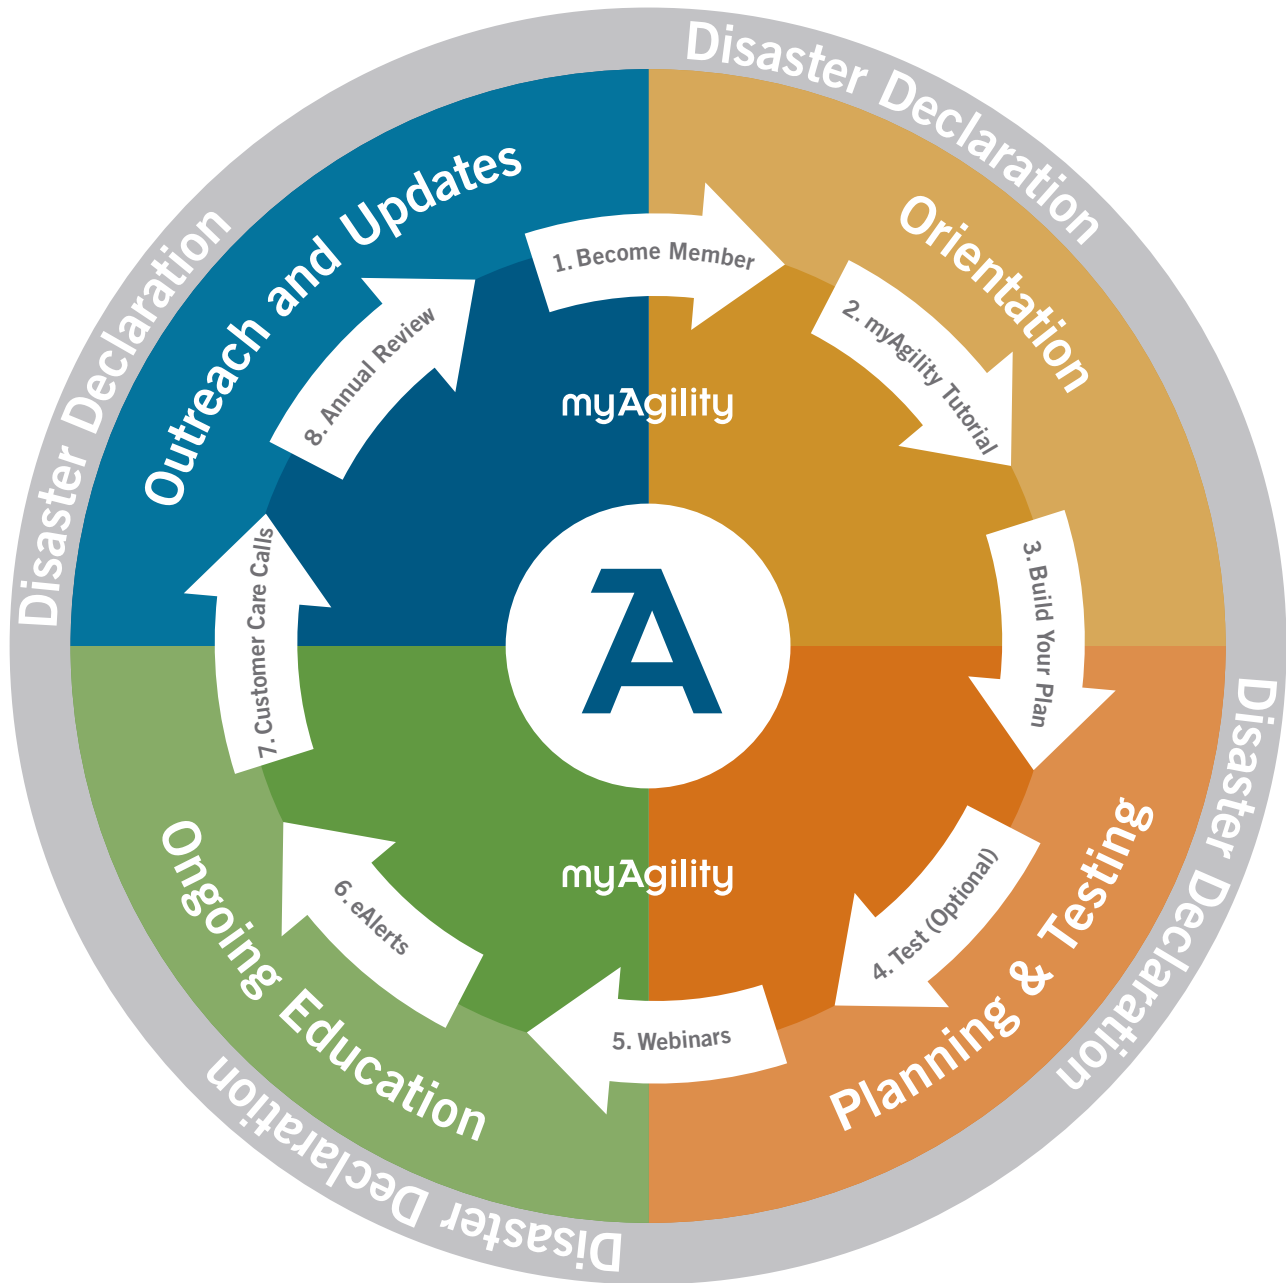 Disaster Declaration
Disaster Declaration
Disaster Declaration
Disaster Declaration
Orientation
Planning & Testing
Ongoing Education
Outreach and Updates
1. Become Member
2. myAgility Tutorial
3. Build Your Plan
4. Test (Optional)
5. Webinars
6. eAlerts
7. Customer Care Calls
8. Annual Review
myAgility
A
myAgility